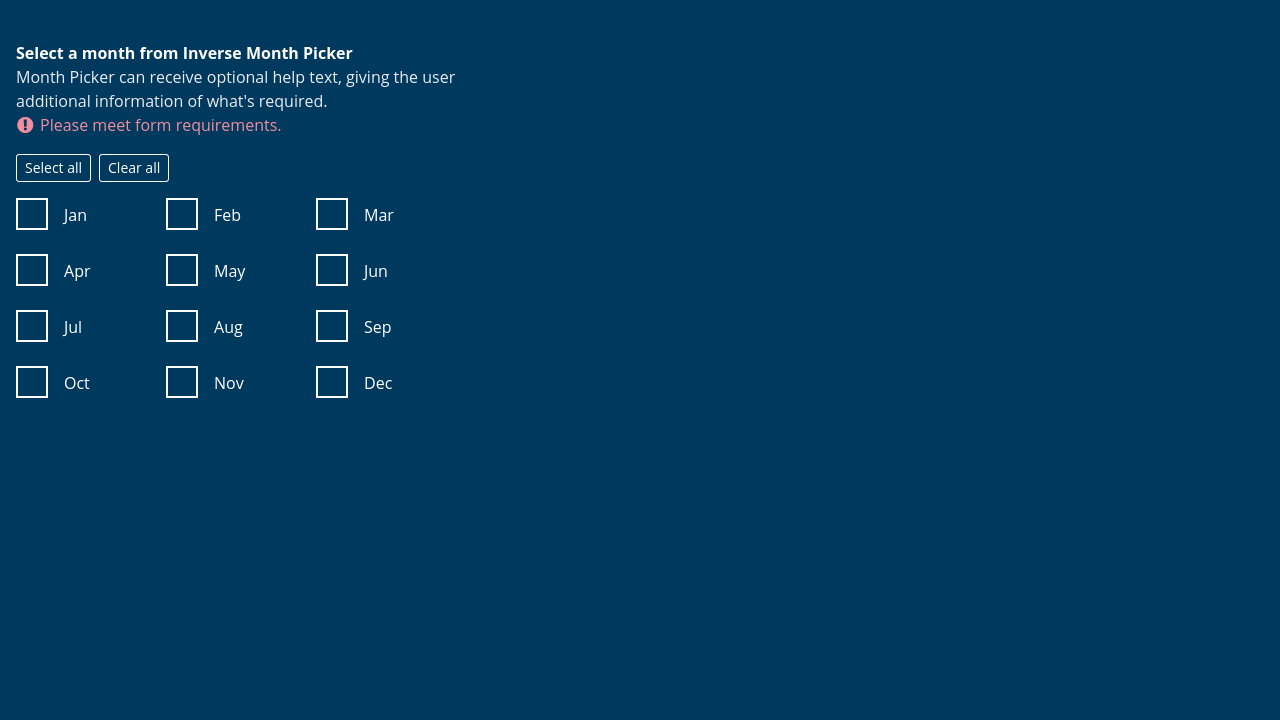 Select a month from Inverse Month Picker
Month Picker can receive optional help text, giving the user
additional information of what's required.
Please meet form requirements.
Select all Clear all
Jan Feb Mar
Apr May Jun
Jul Aug Sep
Oct Nov Dec